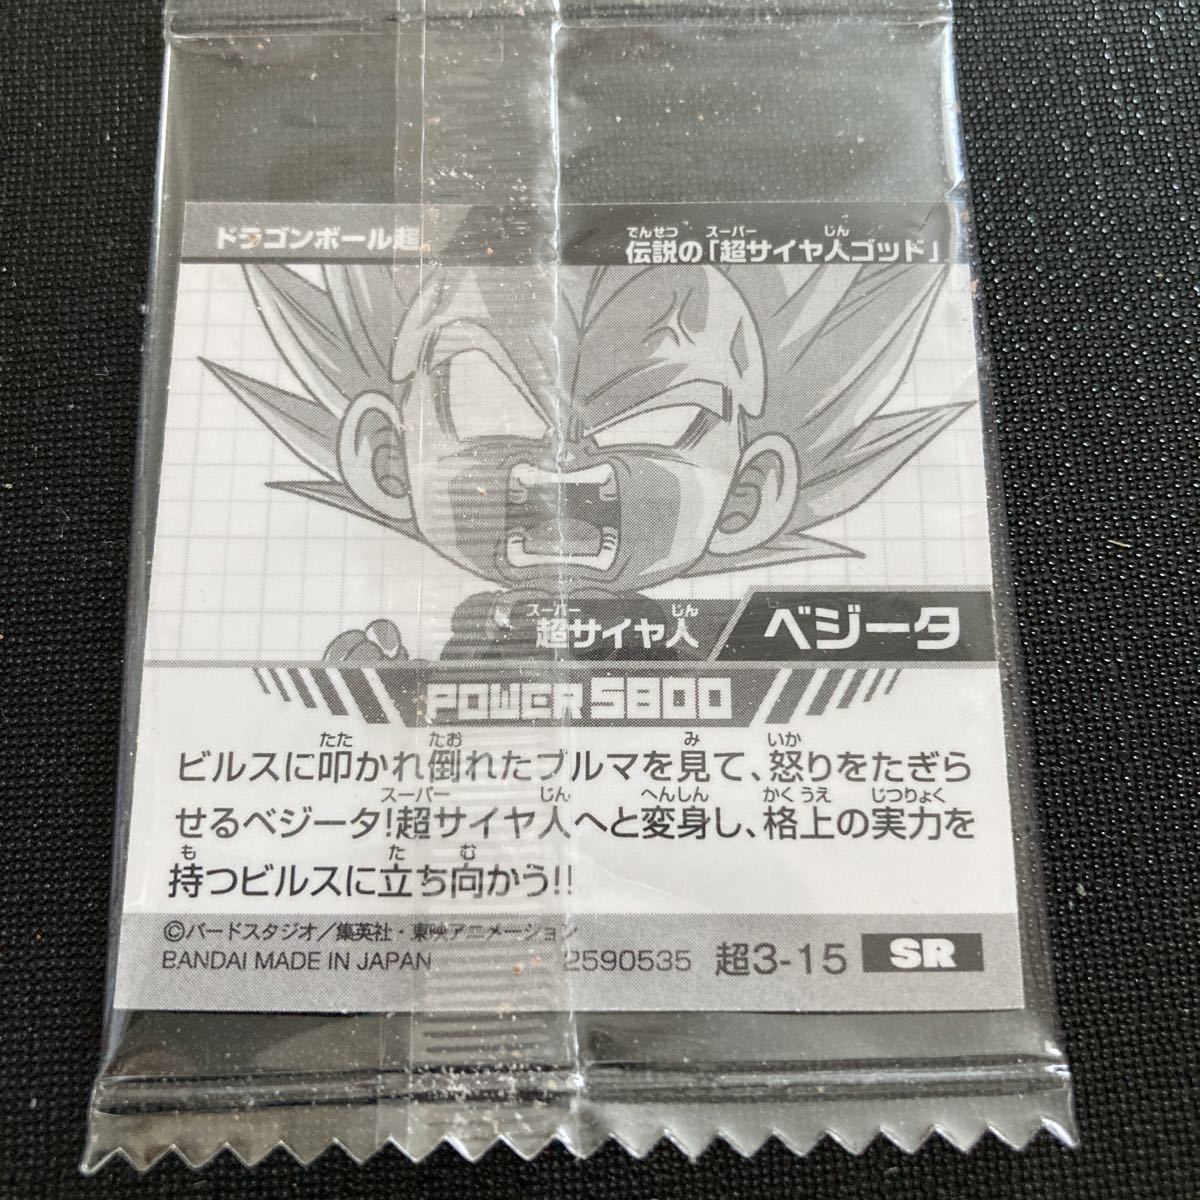 ドラゴンボール超
でんせつ スーパー じん
伝説の「超サイヤ人ゴッド」
スーパー じん
超サイヤ人
ベジータ
POWER 5800
たた たお み いか
ビルスに叩かれ倒れたブルマを見て、怒りをたぎら
スーパー じん へんしん かくうえ じつりょく
せるベジータ!超サイヤ人へと変身し、格上の実力を
も た む
持つビルスに立ち向かう!!
©バードスタジオ/集英社・東映アニメーション
BANDAI MADE IN JAPAN 2590535 超3-15 SR